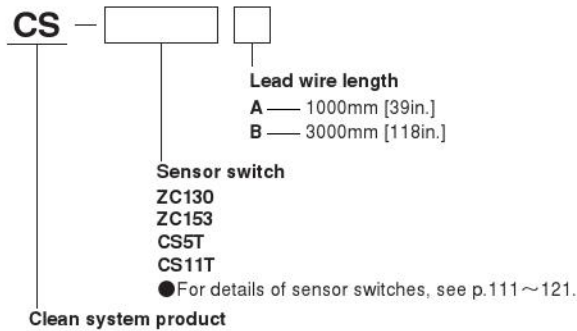 CS —
Lead wire length
A — 1000mm [39in.]
B — 3000mm [118in.]
Sensor switch
ZC130
ZC153
CS5T
CS11T
●For details of sensor switches, see p.111～121.
Clean system product